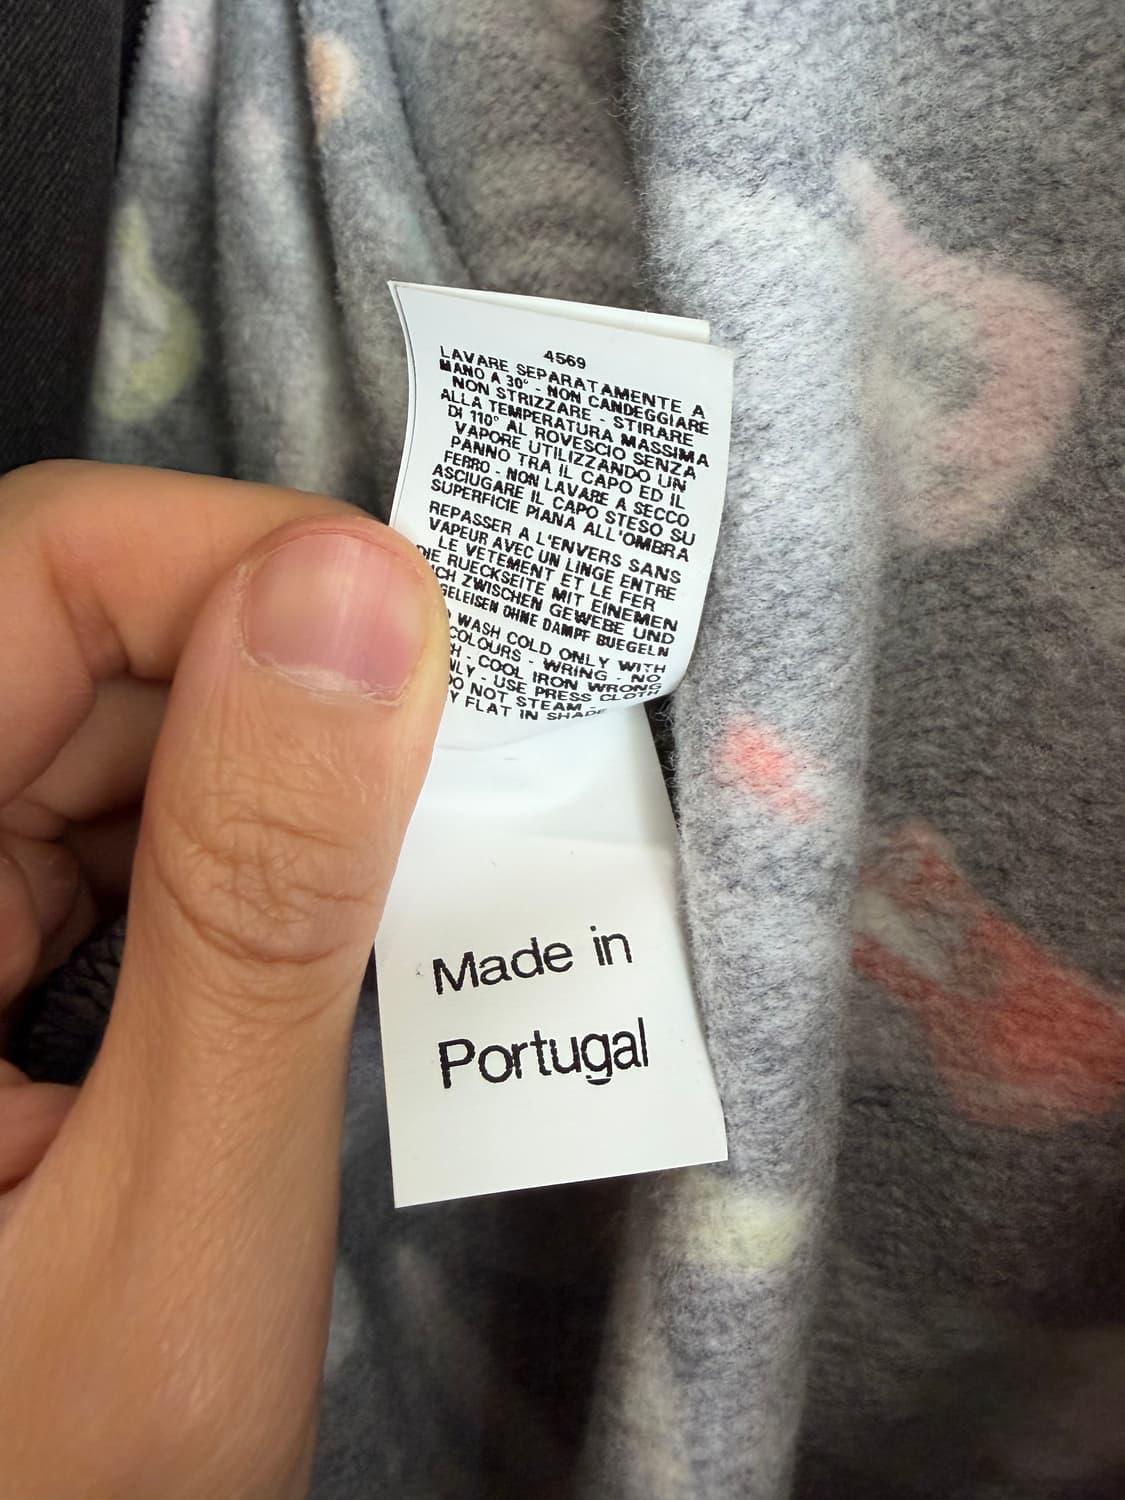 4569
LAVARE SEPARATAMENTE A
MANO A 30° - NON CANDEGGIARE
NON STRIZZARE - STIRARE
ALLA TEMPERATURA MASSIMA
DI 110° AL ROVESCIO SENZA
VAPORE UTILIZZANDO UN
PANNO TRA IL CAPO ED IL
FERRO - NON LAVARE A SECCO
ASCIUGARE IL CAPO STESO SU
SUPERFICIE PIANA ALL'OMBRA
REPASSER A L'ENVERS SANS
VAPEUR AVEC UN LINGE ENTRE
LE VETEMENT ET LE FER
DIE RUECKSEITE MIT EINEMEN
ZWISCHEN GEWEBE UND
OHNE DAMPF BUEGELN
WASH COLD ONLY WITH
COLOURS - WRING - NO
- COOL IRON WRONG
- USE PRESS CLOTH
DO NOT STEAM -
FLAT IN SHADE
Made in
Portugal